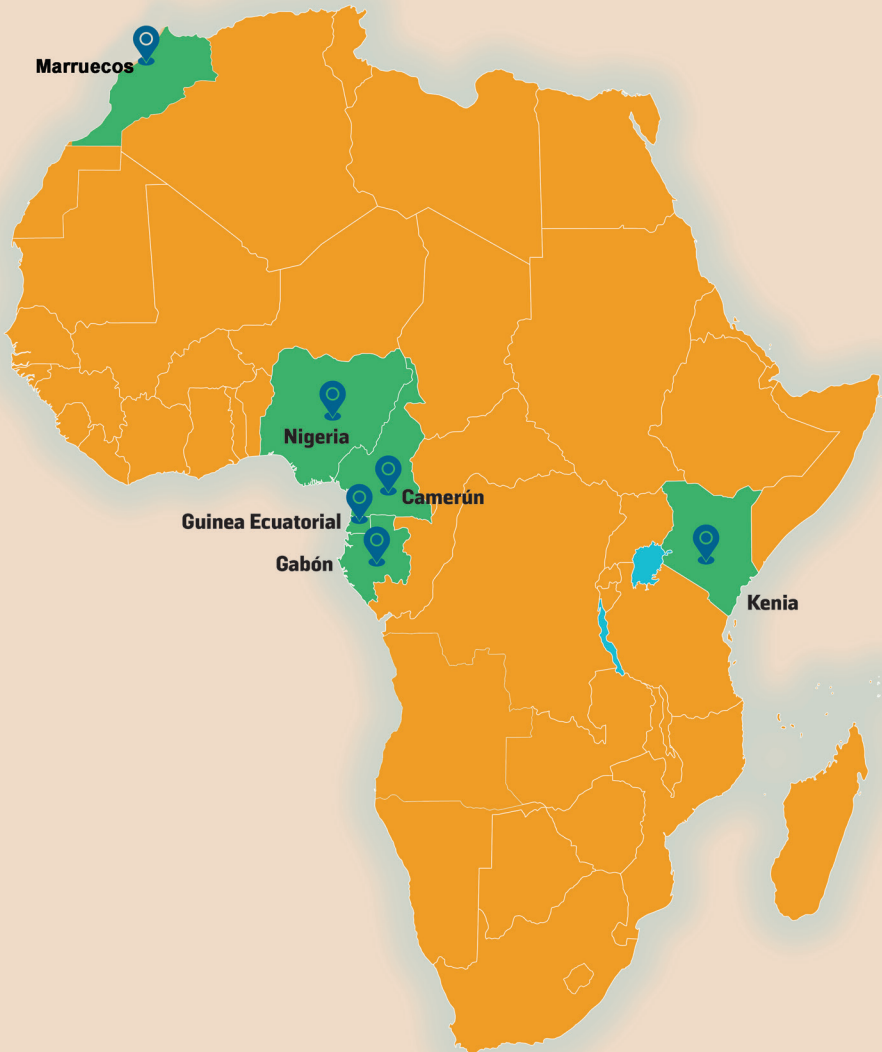 Marruecos
Nigeria
Camerún
Guinea Ecuatorial
Gabón
Kenia